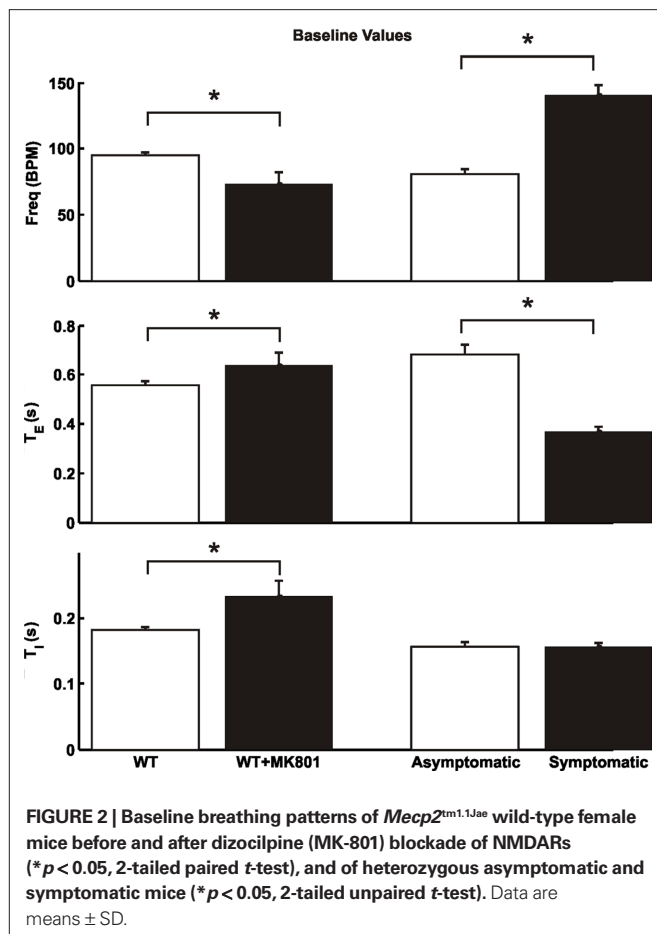 Baseline Values
*
*
150
100
50
0
Freq (BPM)
*
*
0.8
0.6
0.4
0.2
0
T_E (s)
*
0.2
0.1
0
T_I (s)
WT WT+MK801 Asymptomatic Symptomatic
FIGURE 2 | Baseline breathing patterns of Mecp2tm1.1Jae wild-type female
mice before and after dizocilpine (MK-801) blockade of NMDARs
(*p < 0.05, 2-tailed paired t-test), and of heterozygous asymptomatic and
symptomatic mice (*p < 0.05, 2-tailed unpaired t-test). Data are
means ± SD.